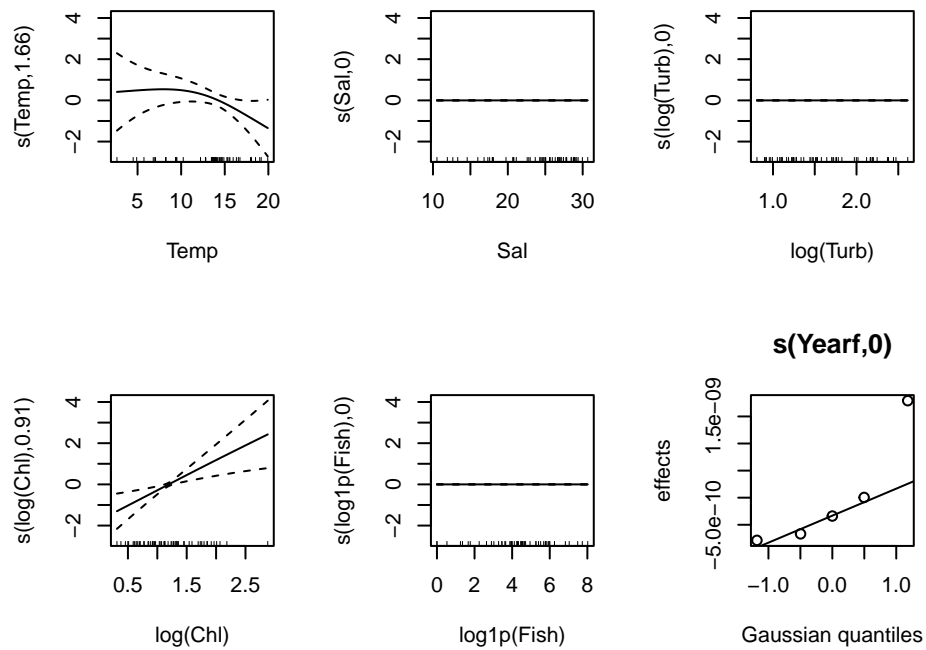 s(Temp,1.66)
4
2
0
−2
5 10 15 20
Temp
s(Sal,0)
4
2
0
−2
10 20 30
Sal
s(log(Turb),0)
4
2
0
−2
1.0 2.0
log(Turb)
s(log(Chl),0.91)
4
2
0
−2
0.5 1.5 2.5
log(Chl)
s(log1p(Fish),0)
4
2
0
−2
0 2 4 6 8
log1p(Fish)
s(Yearf,0)
effects
1.5e−09
−5.0e−10
−1.0 0.0 1.0
Gaussian quantiles